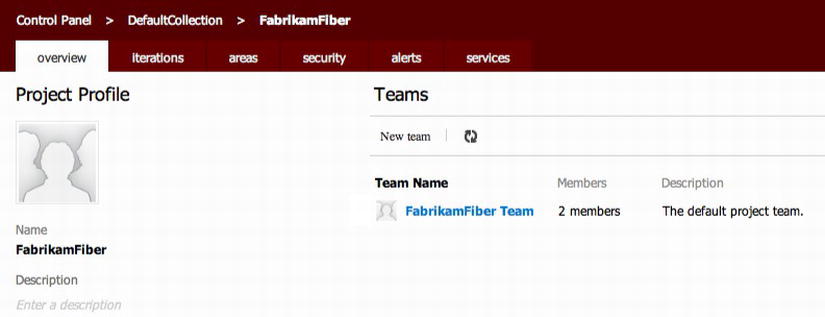 Control Panel > DefaultCollection > FabrikamFiber
overview iterations areas security alerts services
Project Profile
Name
FabrikamFiber
Description
Enter a description
Teams
New team
Team Name Members Description
FabrikamFiber Team 2 members The default project team.